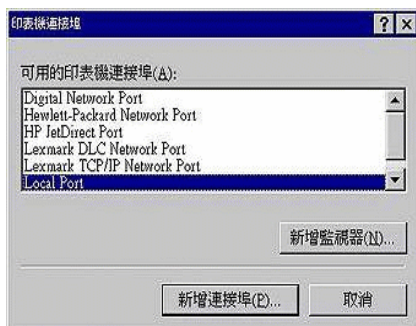 印表機連接埠
可用的印表機連接埠(A):
Digital Network Port
Hewlett-Packard Network Port
HP JetDirect Port
Lexmark DLC Network Port
Lexmark TCP/IP Network Port
Local Port
新增監視器(N)...
新增連接埠(P)...
取消